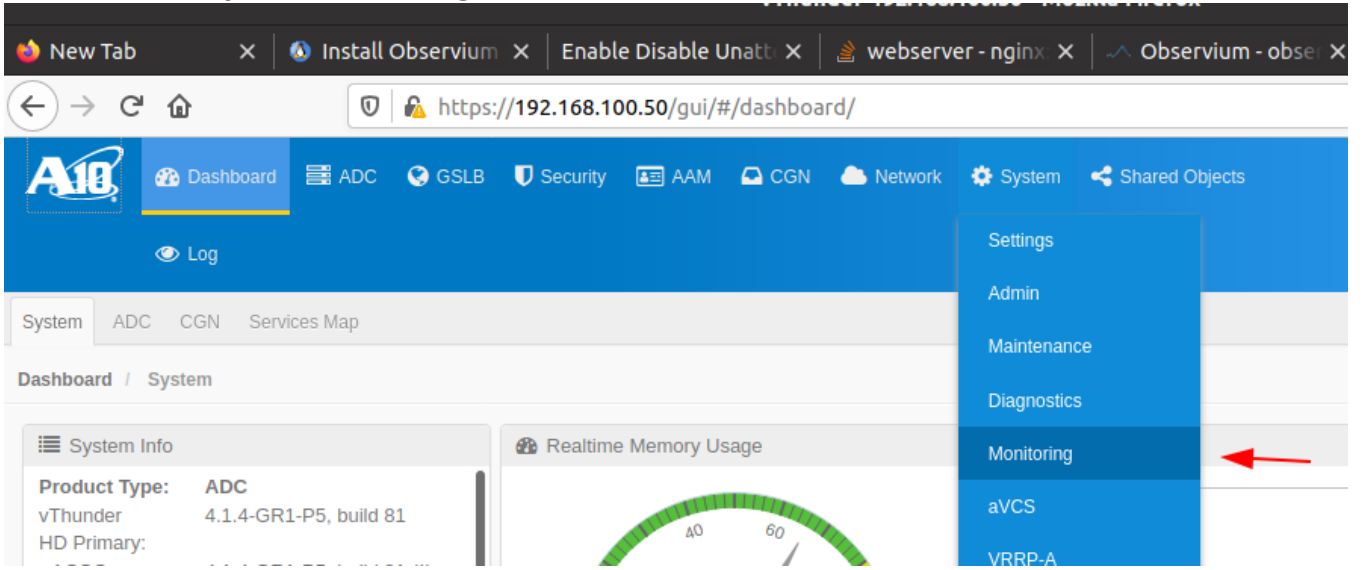 New Tab
Install Observium
Enable Disable Unatt
webserver - nginx
Observium - obser
https://192.168.100.50/gui/#/dashboard/
A10
Dashboard
ADC
GSLB
Security
AAM
CGN
Network
System
Shared Objects
Log
Settings
Admin
Maintenance
Diagnostics
Monitoring
aVCS
VRRP-A
System ADC CGN Services Map
Dashboard / System
System Info
Product Type: ADC
vThunder 4.1.4-GR1-P5, build 81
HD Primary:
Realtime Memory Usage
40
60